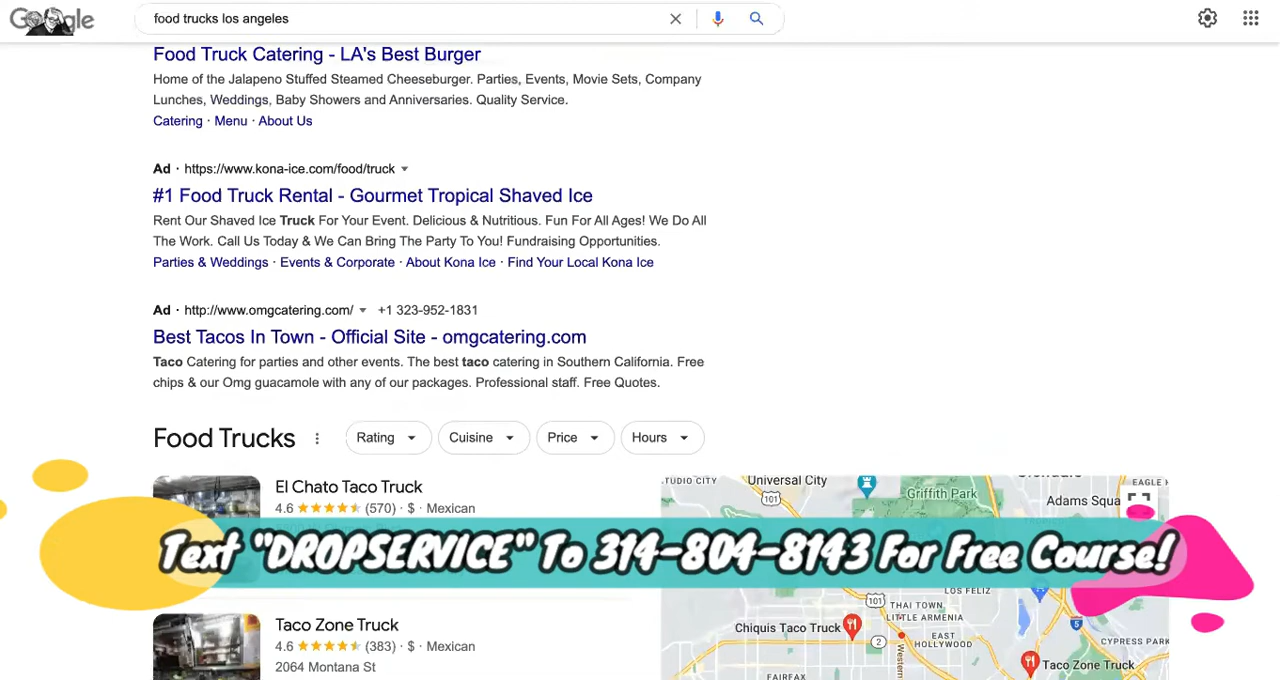 Google
food trucks los angeles
Food Truck Catering - LA's Best Burger
Home of the Jalapeno Stuffed Steamed Cheeseburger. Parties, Events, Movie Sets, Company
Lunches, Weddings, Baby Showers and Anniversaries. Quality Service.
Catering · Menu · About Us
Ad · https://www.kona-ice.com/food/truck
#1 Food Truck Rental - Gourmet Tropical Shaved Ice
Rent Our Shaved Ice Truck For Your Event. Delicious & Nutritious. Fun For All Ages! We Do All
The Work. Call Us Today & We Can Bring The Party To You! Fundraising Opportunities.
Parties & Weddings · Events & Corporate · About Kona Ice · Find Your Local Kona Ice
Ad · http://www.omgcatering.com/ +1 323-952-1831
Best Tacos In Town - Official Site - omgcatering.com
Taco Catering for parties and other events. The best taco catering in Southern California. Free
chips & our Omg guacamole with any of our packages. Professional staff. Free Quotes.
Food Trucks
Rating
Cuisine
Price
Hours
El Chato Taco Truck
4.6 (570) · $ · Mexican
Text "DROPSERVICE" To 314-804-8143 For Free Course!
Taco Zone Truck
4.6 (383) · $ · Mexican
2064 Montana St
Universal City
101
Griffith Park
Adams Squa
LOS FELIZ
101
THAI TOWN
LITTLE ARMENIA
5
Chiquis Taco Truck
2
EAST
HOLLYWOOD
CYPRESS PARK
Western
Taco Zone Truck
FAIRFAX